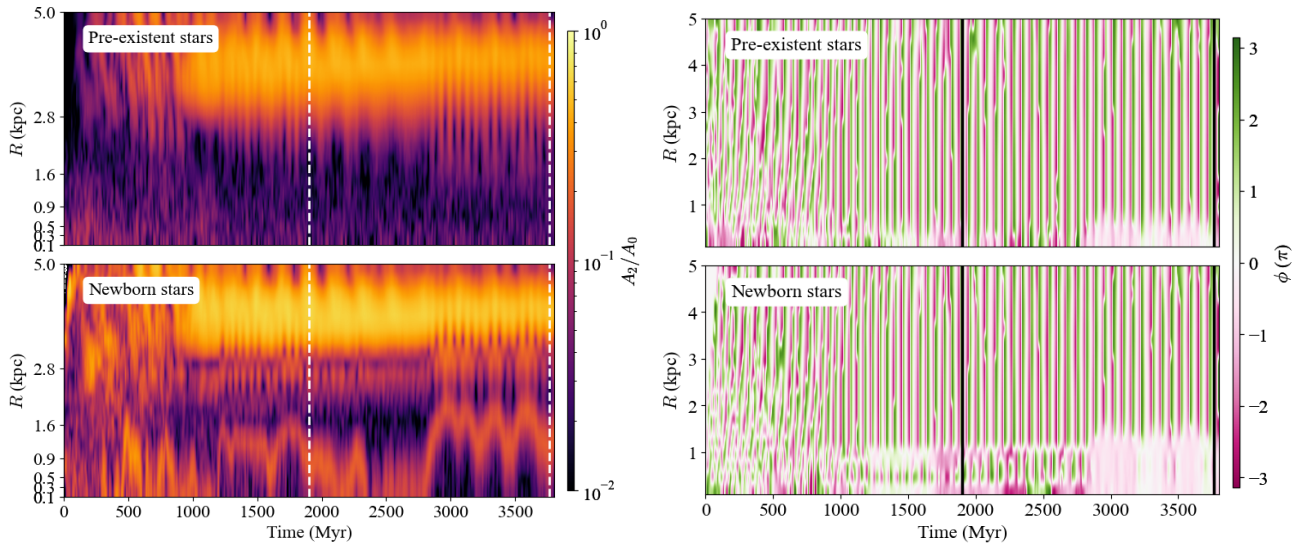 5.0
2.8
1.6
0.9
0.5
0.3
0.1
R (kpc)
Pre-existent stars
5.0
2.8
1.6
0.9
0.5
0.3
0.1
R (kpc)
Newborn stars
0 500 1000 1500 2000 2500 3000 3500
Time (Myr)
10⁰
10⁻¹
10⁻²
A₂/A₀
5
4
3
2
1
R (kpc)
Pre-existent stars
5
4
3
2
1
R (kpc)
Newborn stars
0 500 1000 1500 2000 2500 3000 3500
Time (Myr)
3
2
1
0
−1
−2
−3
ϕ (π)